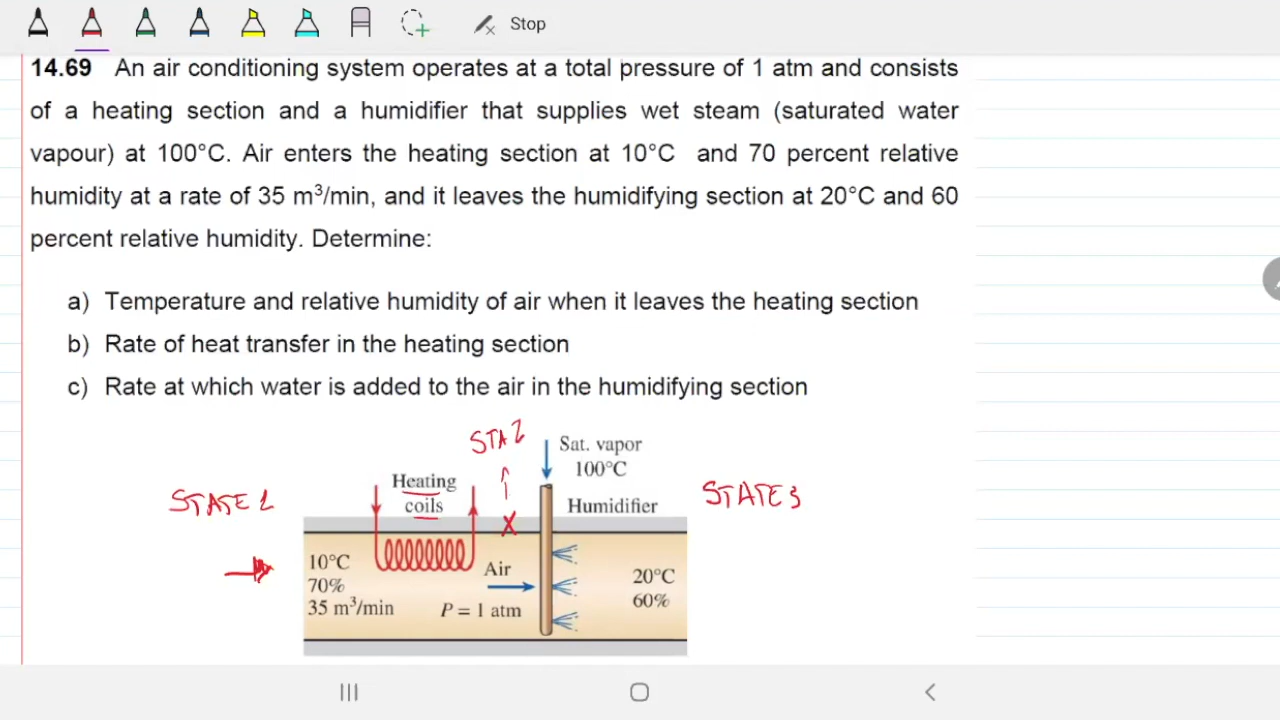 Stop
14.69 An air conditioning system operates at a total pressure of 1 atm and consists
of a heating section and a humidifier that supplies wet steam (saturated water
vapour) at 100°C. Air enters the heating section at 10°C and 70 percent relative
humidity at a rate of 35 m³/min, and it leaves the humidifying section at 20°C and 60
percent relative humidity. Determine:
a) Temperature and relative humidity of air when it leaves the heating section
b) Rate of heat transfer in the heating section
c) Rate at which water is added to the air in the humidifying section
STA2
Sat. vapor
100°C
Heating
coils
STATE 1
Humidifier
STATE 3
X
10°C
70%
35 m³/min
Air
P = 1 atm
20°C
60%